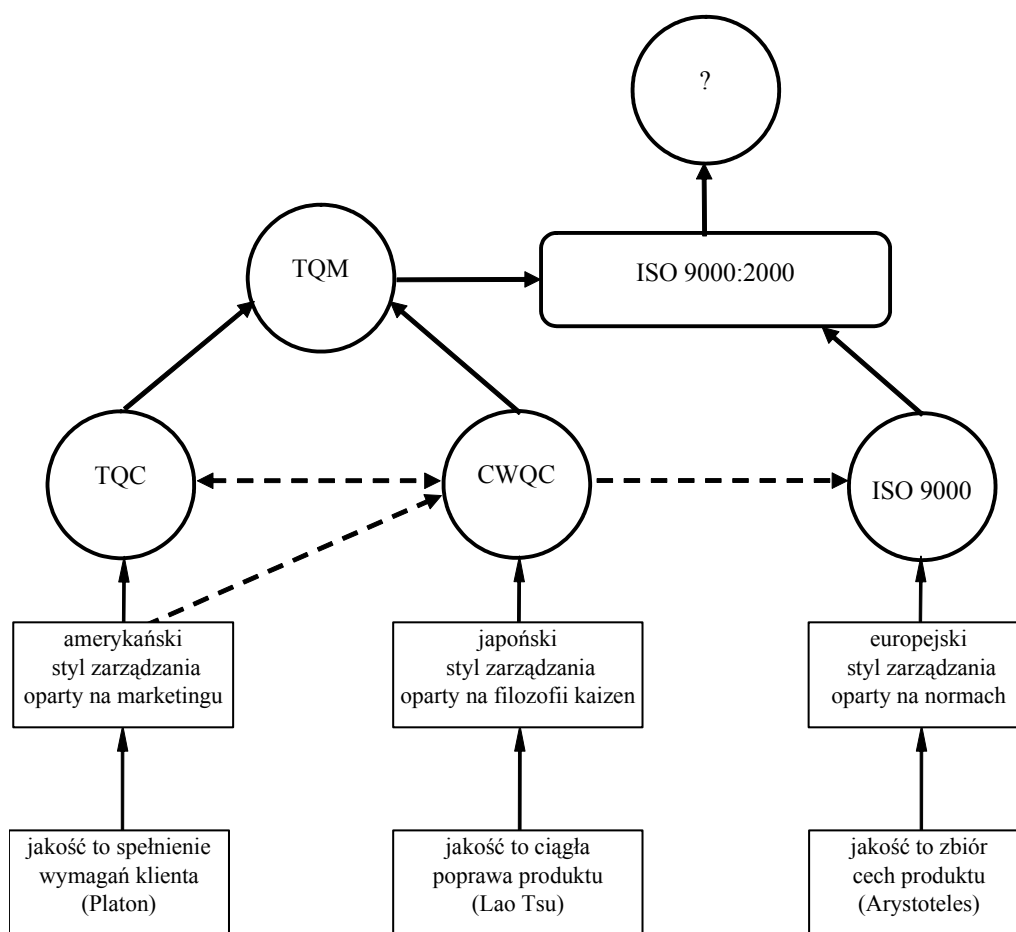 ?
TQM
ISO 9000:2000
TQC
CWQC
ISO 9000
amerykański
styl zarządzania
oparty na marketingu
japoński
styl zarządzania
oparty na filozofii kaizen
europejski
styl zarządzania
oparty na normach
jakość to spełnienie
wymagań klienta
(Platon)
jakość to ciągła
poprawa produktu
(Lao Tsu)
jakość to zbiór
cech produktu
(Arystoteles)